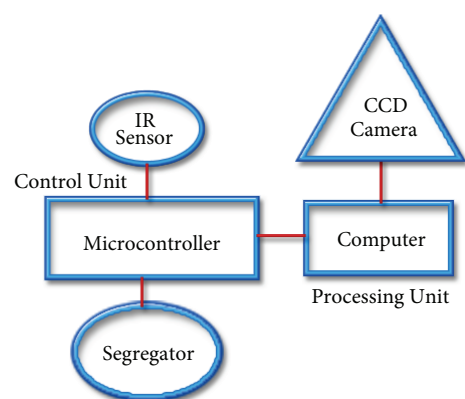 IR
Sensor
CCD
Camera
Control Unit
Microcontroller
Computer
Processing Unit
Segregator